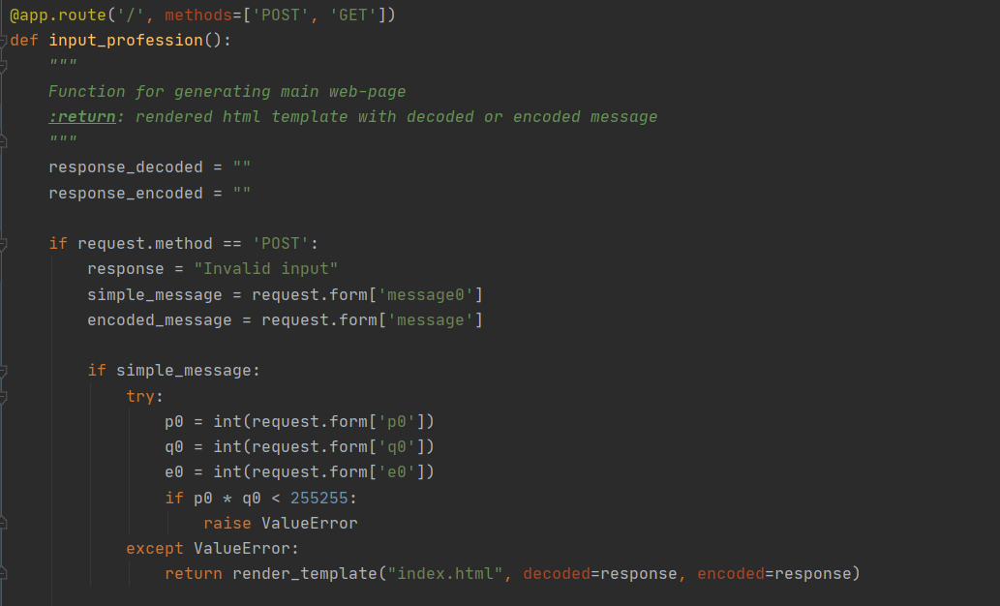 @app.route('/', methods=['POST', 'GET'])
def input_profession():
    """
    Function for generating main web-page
    :return: rendered html template with decoded or encoded message
    """
    response_decoded = ""
    response_encoded = ""

    if request.method == 'POST':
        response = "Invalid input"
        simple_message = request.form['message0']
        encoded_message = request.form['message']

        if simple_message:
            try:
                p0 = int(request.form['p0'])
                q0 = int(request.form['q0'])
                e0 = int(request.form['e0'])
                if p0 * q0 < 255255:
                    raise ValueError
            except ValueError:
                return render_template("index.html", decoded=response, encoded=response)